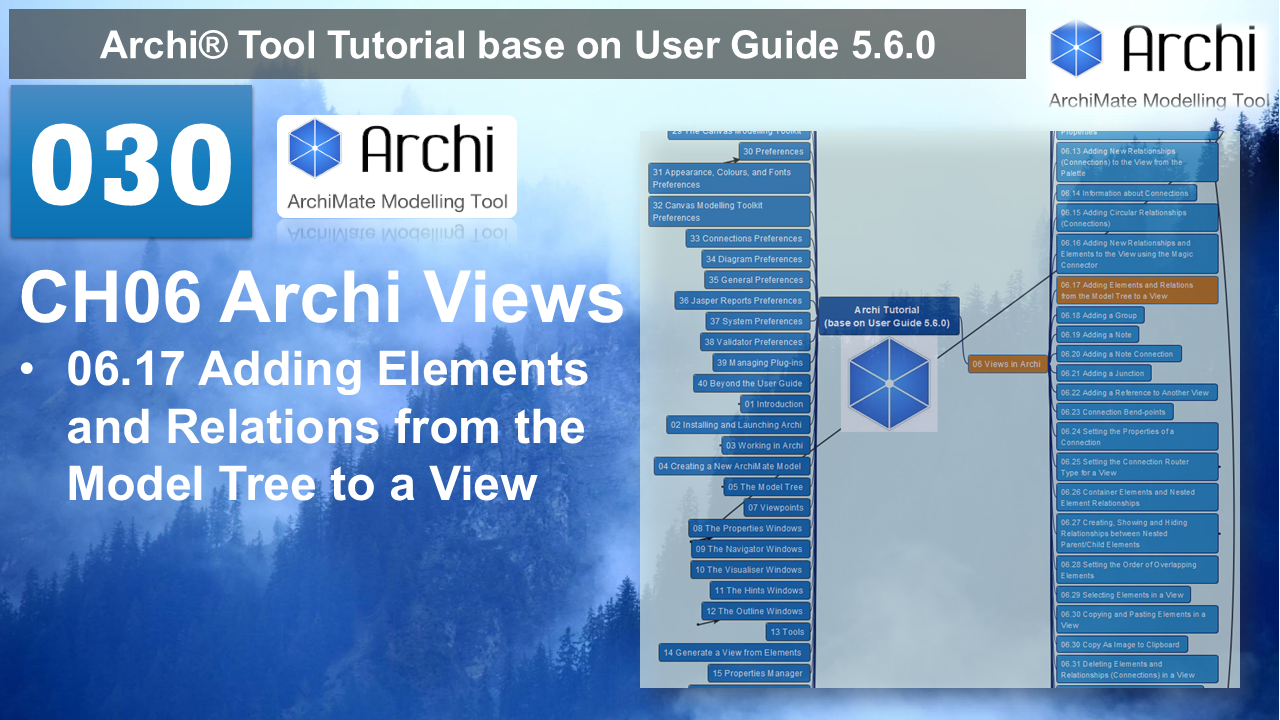 Archi® Tool Tutorial base on User Guide 5.6.0
Archi
ArchiMate Modelling Tool
030
Archi
ArchiMate Modelling Tool
CH06 Archi Views
• 06.17 Adding Elements
and Relations from the
Model Tree to a View
29 The Canvas Modelling Toolkit
30 Preferences
31 Appearance, Colours, and Fonts
Preferences
32 Canvas Modelling Toolkit
Preferences
33 Connections Preferences
34 Diagram Preferences
35 General Preferences
36 Jasper Reports Preferences
37 System Preferences
38 Validator Preferences
39 Managing Plug-ins
40 Beyond the User Guide
01 Introduction
02 Installing and Launching Archi
03 Working in Archi
04 Creating a New ArchiMate Model
05 The Model Tree
07 Viewpoints
08 The Properties Windows
09 The Navigator Windows
10 The Visualiser Windows
11 The Hints Windows
12 The Outline Windows
13 Tools
14 Generate a View from Elements
15 Properties Manager
Archi Tutorial
(base on User Guide 5.6.0)
06 Views in Archi
Properties
06.13 Adding New Relationships
(Connections) to the View from the
Palette
06.14 Information about Connections
06.15 Adding Circular Relationships
(Connections)
06.16 Adding New Relationships and
Elements to the View using the Magic
Connector
06.17 Adding Elements and Relations
from the Model Tree to a View
06.18 Adding a Group
06.19 Adding a Note
06.20 Adding a Note Connection
06.21 Adding a Junction
06.22 Adding a Reference to Another View
06.23 Connection Bend-points
06.24 Setting the Properties of a
Connection
06.25 Setting the Connection Router
Type for a View
06.26 Container Elements and Nested
Element Relationships
06.27 Creating, Showing and Hiding
Relationships between Nested
Parent/Child Elements
06.28 Setting the Order of Overlapping
Elements
06.29 Selecting Elements in a View
06.30 Copying and Pasting Elements in a
View
06.30 Copy As Image to Clipboard
06.31 Deleting Elements and
Relationships (Connections) in a View